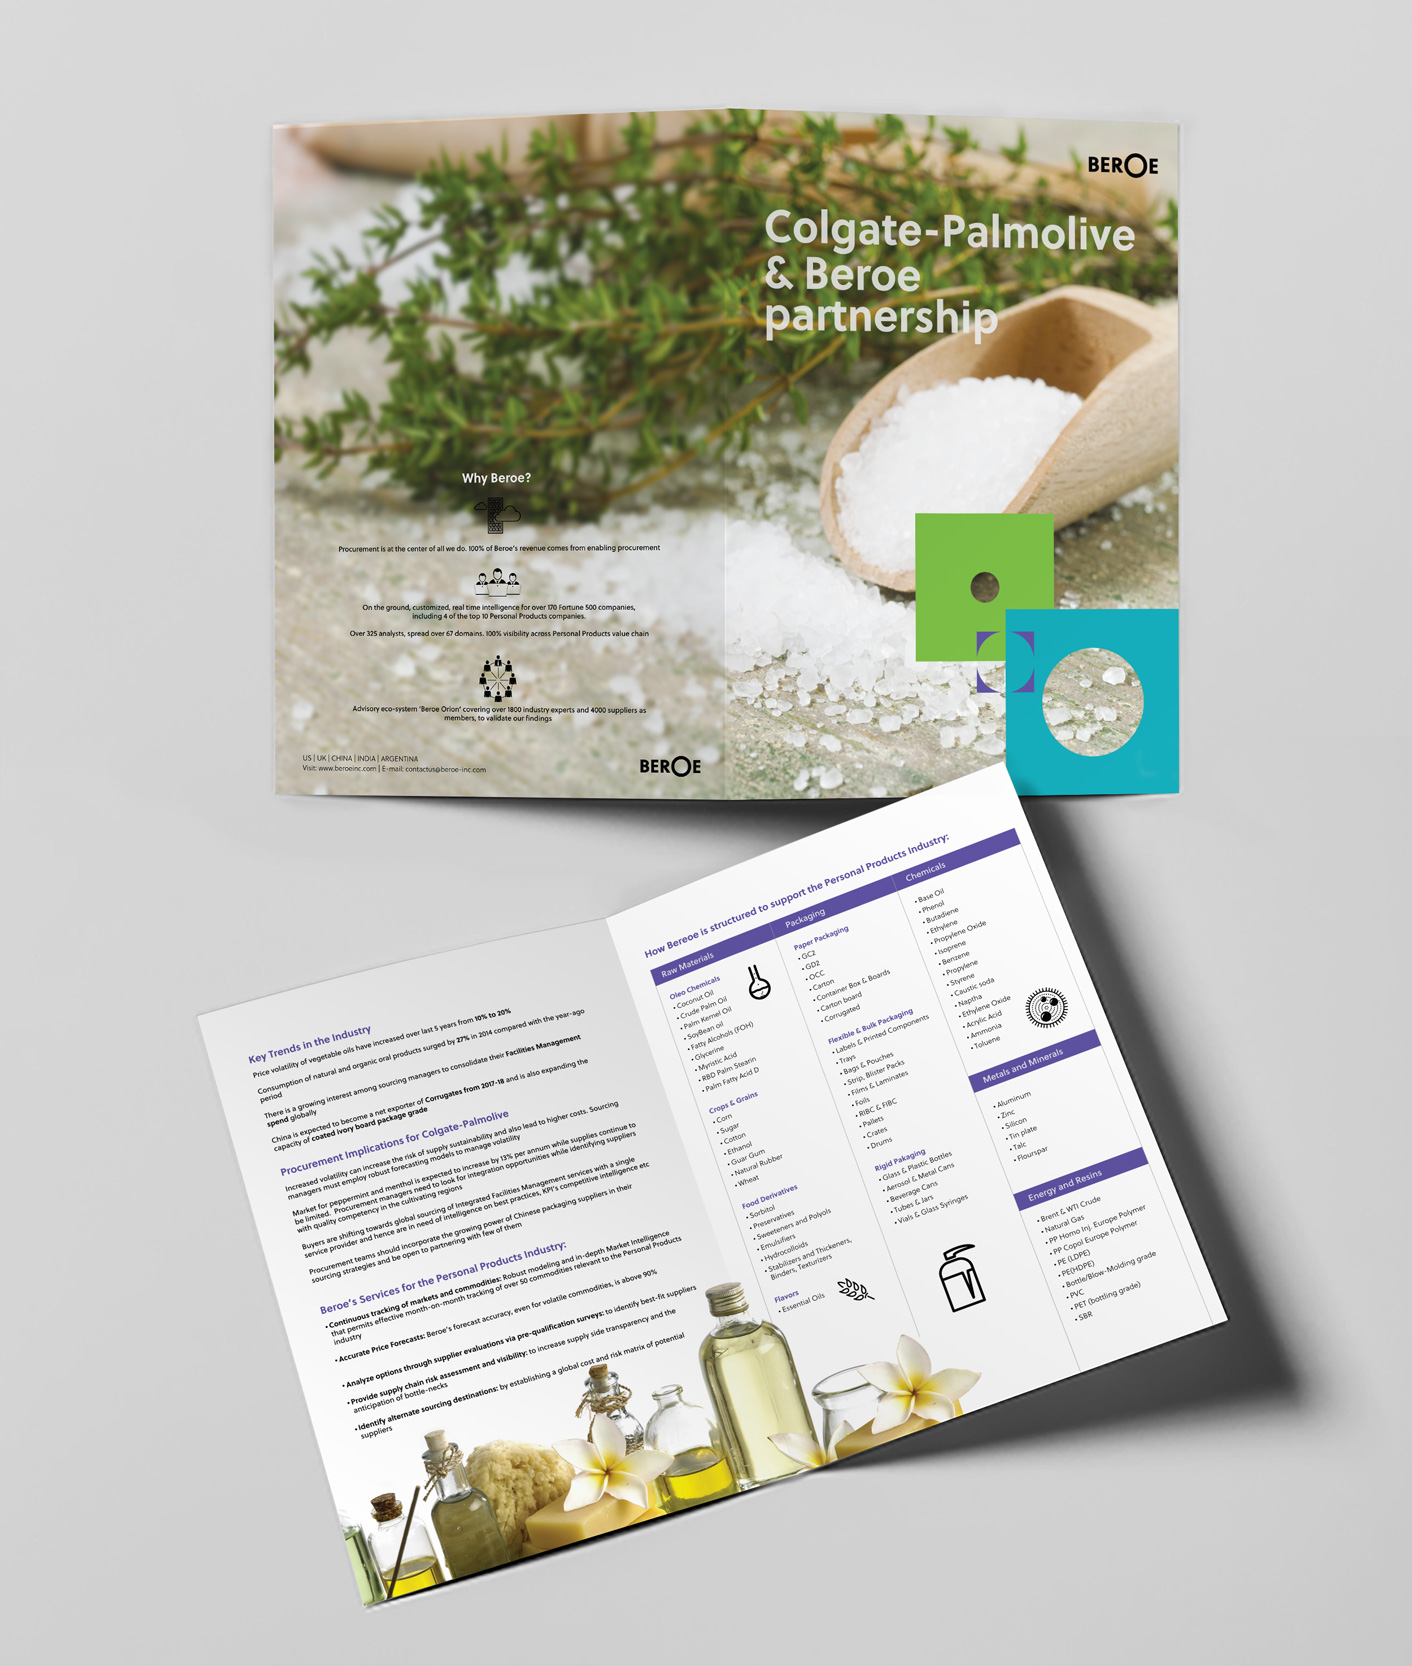 BEROE
Colgate-Palmolive
& Beroe
partnership
Why Beroe?
Procurement is at the center of all we do. 100% of Beroe's revenue comes from enabling procurement
On the ground, customized, real time intelligence for over 170 Fortune 500 companies,
including 4 of the top 10 Personal Products companies.
Over 325 analysts, spread over 67 domains. 100% visibility across Personal Products value chain
Advisory eco-system 'Beroe Orion' covering over 1800 industry experts and 4000 suppliers as
members, to validate our findings
US | UK | CHINA | INDIA | ARGENTINA
Visit: www.beroeinc.com | E-mail: contactus@beroe-inc.com
BEROE
Key Trends in the Industry
Price volatility of vegetable oils have increased over last 5 years from 10% to 20%
Consumption of natural and organic oral products surged by 27% in 2014 compared with the year-ago
period
There is a growing interest among sourcing managers to consolidate their Facilities Management
spend globally
China is expected to become a net exporter of Corrugates from 2017-18 and is also expanding the
capacity of coated ivory board package grade
Procurement Implications for Colgate-Palmolive
Increased volatility can increase the risk of supply sustainability and also lead to higher costs. Sourcing
managers must employ robust forecasting models to manage volatility
Market for peppermint and menthol is expected to increase by 13% per annum while supplies continue to
be limited. Procurement managers need to look for integration opportunities while identifying suppliers
with quality competency in the cultivating regions
Buyers are shifting towards global sourcing of Integrated Facilities Management services with a single
service provider and hence are in need of intelligence on best practices, KPI's competitive intelligence etc
Procurement teams should incorporate the growing power of Chinese packaging suppliers in their
sourcing strategies and be open to partnering with few of them
Beroe's Services for the Personal Products Industry:
• Continuous tracking of markets and commodities: Robust modeling and in-depth Market Intelligence
that permits effective month-on-month tracking of over 50 commodities relevant to the Personal Products
industry
• Accurate Price Forecasts: Beroe's forecast accuracy, even for volatile commodities, is above 90%
• Analyze options through supplier evaluations via pre-qualification surveys: to identify best-fit suppliers
• Provide supply chain risk assessment and visibility: to increase supply side transparency and the
anticipation of bottle-necks
• Identify alternate sourcing destinations: by establishing a global cost and risk matrix of potential
suppliers
How Bereoe is structured to support the Personal Products Industry:
Raw Materials
Oleo Chemicals
• Coconut Oil
• Crude Palm Oil
• Palm Kernel Oil
• SoyBean oil
• Fatty Alcohols (FOH)
• Glycerine
• Myristic Acid
• RBD Palm Stearin
• Palm Fatty Acid D
Crops & Grains
• Corn
• Sugar
• Cotton
• Ethanol
• Guar Gum
• Natural Rubber
• Wheat
Food Derivatives
• Sorbitol
• Preservatives
• Sweeteners and Polyols
• Emulsifiers
• Hydrocolloids
• Stabilizers and Thickeners,
Binders, Texturizers
Flavors
• Essential Oils
Packaging
Paper Packaging
• GC2
• GD2
• OCC
• Carton
• Container Box & Boards
• Carton board
• Corrugated
Flexible & Bulk Packaging
• Labels & Printed Components
• Trays
• Bags & Pouches
• Strip, Blister Packs
• Films & Laminates
• Foils
• RIBC & FIBC
• Pallets
• Crates
• Drums
Rigid Pakaging
• Glass & Plastic Bottles
• Aerosol & Metal Cans
• Beverage Cans
• Tubes & Jars
• Vials & Glass Syringes
Chemicals
• Base Oil
• Phenol
• Butadiene
• Ethylene
• Propylene Oxide
• Isoprene
• Benzene
• Propylene
• Styrene
• Caustic soda
• Naptha
• Ethylene Oxide
• Acrylic Acid
• Ammonia
• Toluene
Metals and Minerals
• Aluminum
• Zinc
• Silicon
• Tin plate
• Talc
• Flourspar
Energy and Resins
• Brent & WTI Crude
• Natural Gas
• PP Homo Inj. Europe Polymer
• PP Copol Europe Polymer
• PE (LDPE)
• PE(HDPE)
• Bottle/Blow-Molding grade
• PVC
• PET (bottling grade)
• SBR